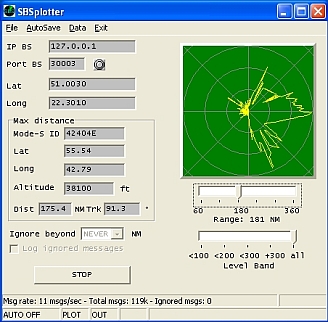 SBSplotter
File AutoSave Data Exit
IP BS 127.0.0.1
Port BS 30003
Lat 51.0030
Long 22.3010
Max distance
Mode-S ID 42404E
Lat 55.54
Long 42.79
Altitude 38100 ft
Dist 175.4 NM Trk 91.3 °
Ignore beyond NEVER NM
Log ignored messages
STOP
60 180 360
Range: 181 NM
<100 <200 <300 +300 all
Level Band
Msg rate: 11 msgs/sec - Total msgs: 119k - Ignored msgs: 0
AUTO OFF PLOT OUT